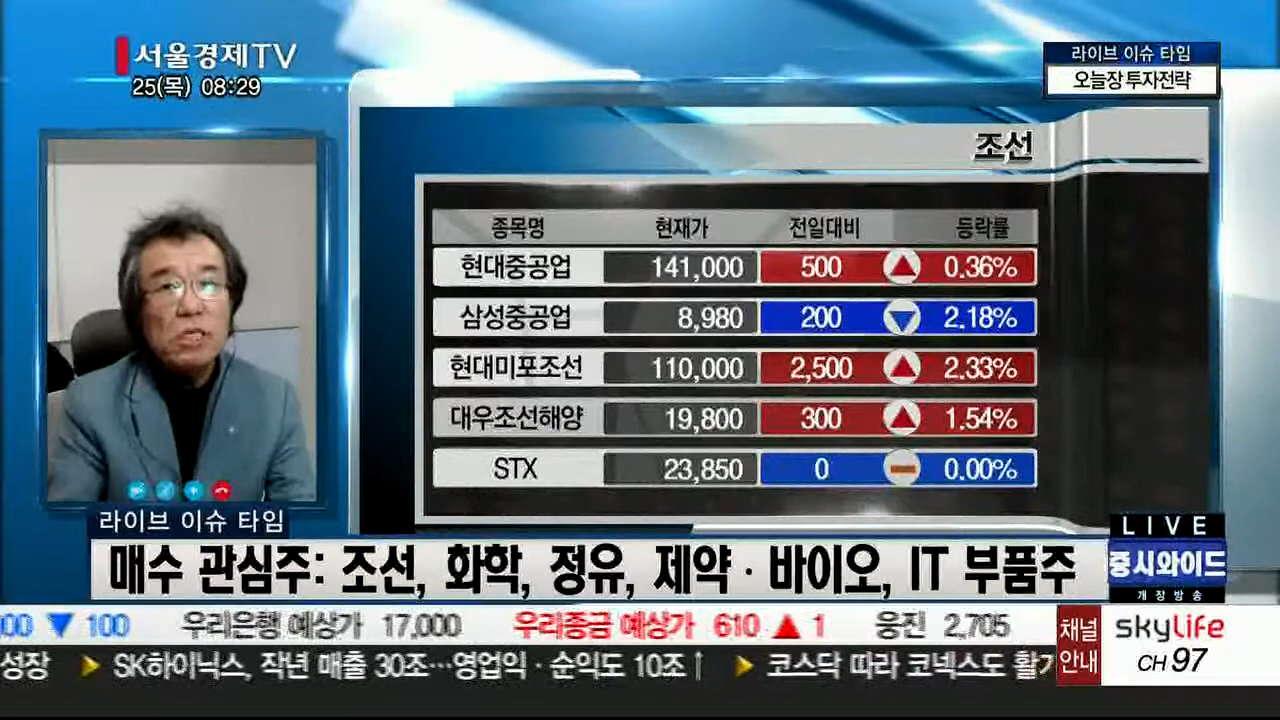 서울경제TV
25(목) 08:29
라이브 이슈 타임
오늘장 투자전략
조선
종목명 현재가 전일대비 등락률
현대중공업 141,000 500 ▲ 0.36%
삼성중공업 8,980 200 ▼ 2.18%
현대미포조선 110,000 2,500 ▲ 2.33%
대우조선해양 19,800 300 ▲ 1.54%
STX 23,850 0 0.00%
라이브 이슈 타임
매수 관심주: 조선, 화학, 정유, 제약·바이오, IT 부품주
LIVE
증시와이드
개장방송
00 ▼ 100 우리은행 예상가 17,000 우리종금 예상가 610 ▲ 1 웅진 2,705
성장 ▶ SK하이닉스, 작년 매출 30조…영업익·순익도 10조↑ ▶ 코스닥 따라 코넥스도 활기
채널
안내
skylife
CH 97